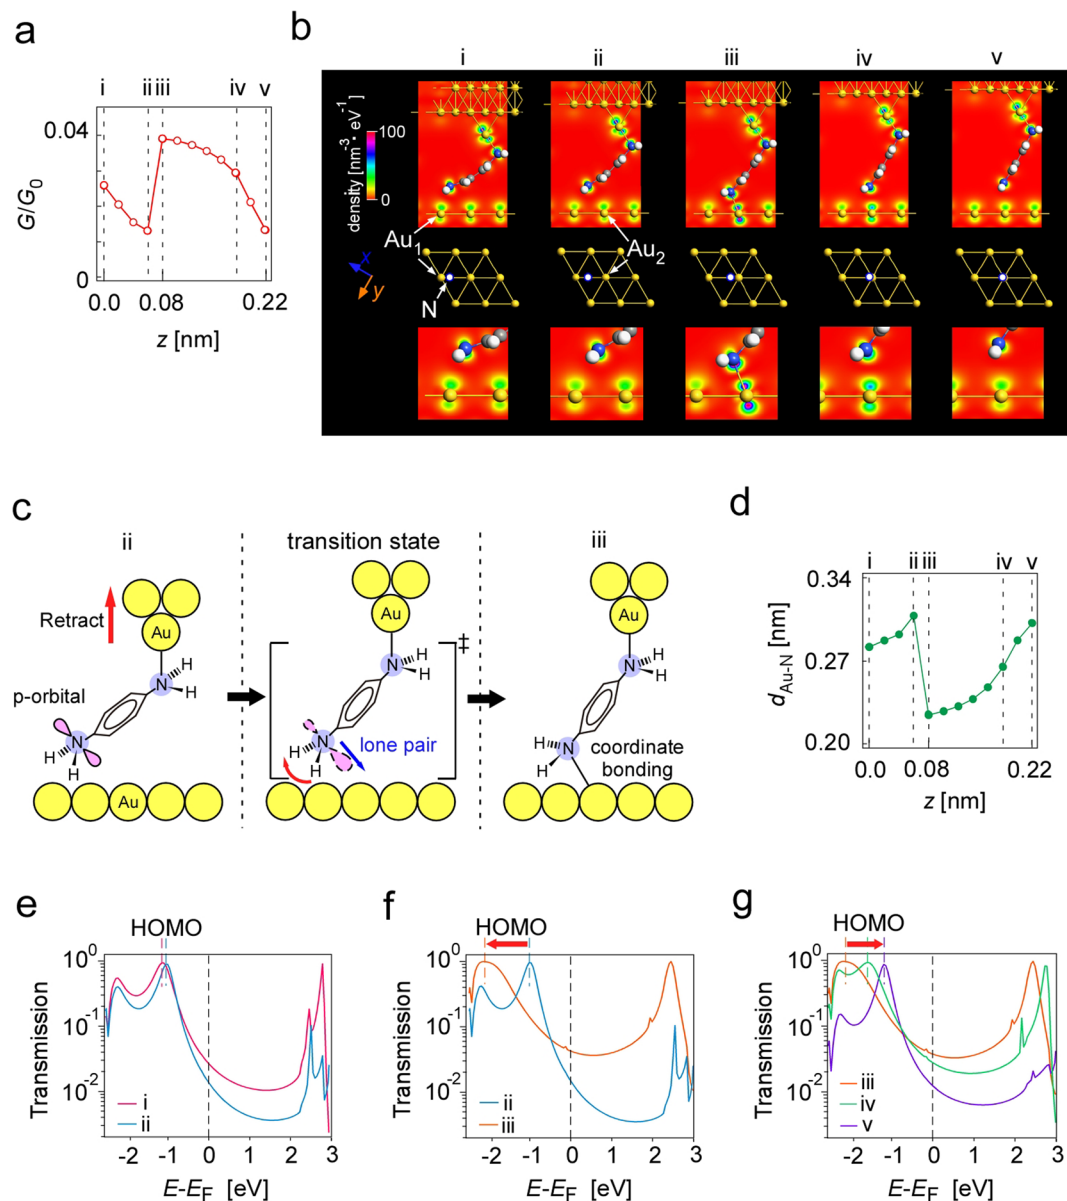 a
i ii iii iv v
0.04
G/G0
0
0.0 0.08 0.22
z [nm]
b
i ii iii iv v
density [nm-3・eV-1]
100
0
Au1
Au2
x
y
N
c
ii
transition state
iii
Retract
Au
Au
Au
‡
p-orbital
N H H
N H H
N H H
N H H
N H H
N H H
lone pair
coordinate
bonding
Au
d
i ii iii iv v
0.34
0.27
0.20
dAu-N [nm]
0.0 0.08 0.22
z [nm]
e
HOMO
10^0
10^-1
10^-2
Transmission
i
ii
-2 -1 0 1 2 3
E-EF [eV]
f
HOMO
10^0
10^-1
10^-2
Transmission
ii
iii
-2 -1 0 1 2 3
E-EF [eV]
g
HOMO
10^0
10^-1
10^-2
Transmission
iii
iv
v
-2 -1 0 1 2 3
E-EF [eV]